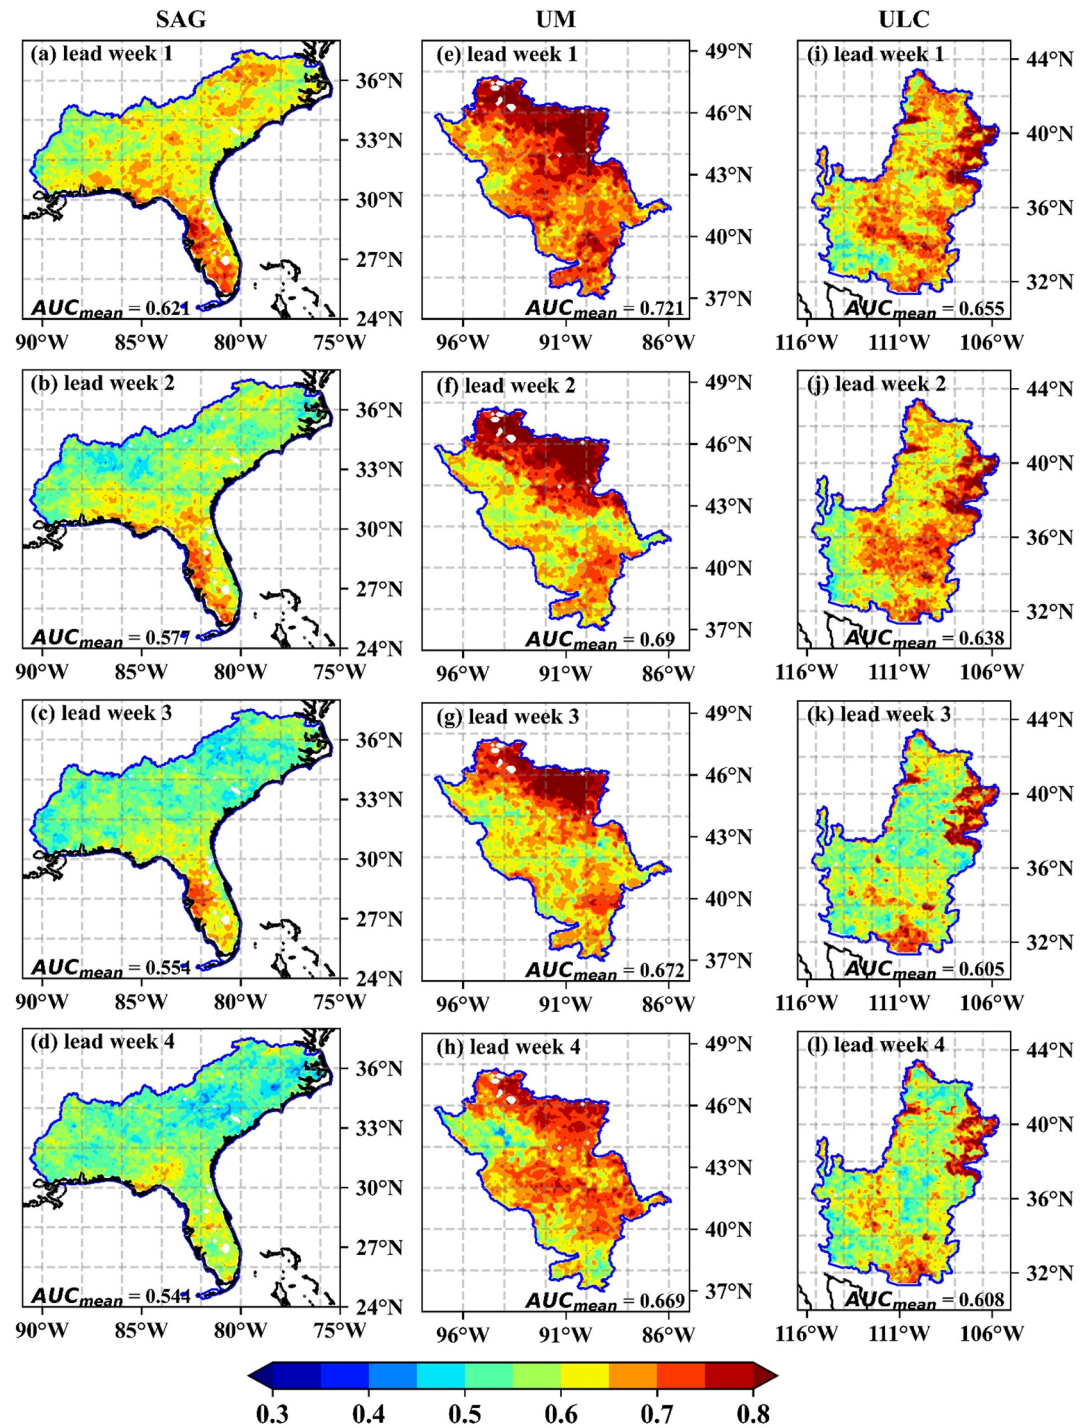 SAG UM ULC
(a) lead week 1 (e) lead week 1 (i) lead week 1
36°N 33°N 30°N 27°N 24°N
49°N 46°N 43°N 40°N 37°N
44°N 40°N 36°N 32°N
AUCmean = 0.621 AUCmean = 0.721 AUCmean = 0.655
90°W 85°W 80°W 75°W 96°W 91°W 86°W 116°W 111°W 106°W
(b) lead week 2 (f) lead week 2 (j) lead week 2
36°N 33°N 30°N 27°N 24°N
49°N 46°N 43°N 40°N 37°N
44°N 40°N 36°N 32°N
AUCmean = 0.577 AUCmean = 0.69 AUCmean = 0.638
90°W 85°W 80°W 75°W 96°W 91°W 86°W 116°W 111°W 106°W
(c) lead week 3 (g) lead week 3 (k) lead week 3
36°N 33°N 30°N 27°N 24°N
49°N 46°N 43°N 40°N 37°N
44°N 40°N 36°N 32°N
AUCmean = 0.554 AUCmean = 0.672 AUCmean = 0.605
90°W 85°W 80°W 75°W 96°W 91°W 86°W 116°W 111°W 106°W
(d) lead week 4 (h) lead week 4 (l) lead week 4
36°N 33°N 30°N 27°N 24°N
49°N 46°N 43°N 40°N 37°N
44°N 40°N 36°N 32°N
AUCmean = 0.544 AUCmean = 0.669 AUCmean = 0.608
90°W 85°W 80°W 75°W 96°W 91°W 86°W 116°W 111°W 106°W
0.3 0.4 0.5 0.6 0.7 0.8